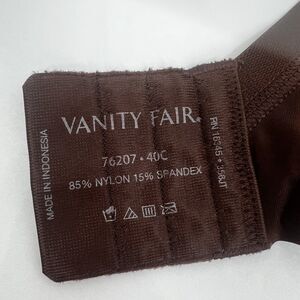 VANITY FAIR®
76207 • 40C
85% NYLON 15% SPANDEX
MADE IN INDONESIA